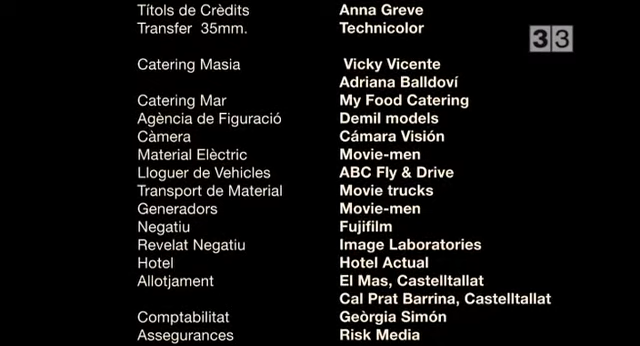 Títols de Crèdits Anna Greve
Transfer 35mm. Technicolor
33
Catering Masia Vicky Vicente
Adriana Balldoví
Catering Mar My Food Catering
Agència de Figuració Demil models
Càmera Cámara Visión
Material Elèctric Movie-men
Lloguer de Vehicles ABC Fly & Drive
Transport de Material Movie trucks
Generadors Movie-men
Negatiu Fujifilm
Revelat Negatiu Image Laboratories
Hotel Hotel Actual
Allotjament El Mas, Castelltallat
Cal Prat Barrina, Castelltallat
Comptabilitat Geòrgia Simón
Assegurances Risk Media